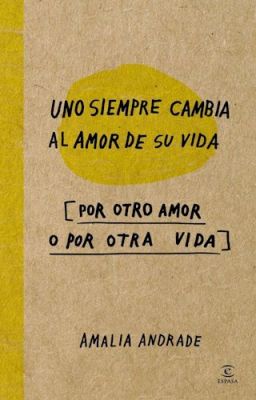 UNO SIEMPRE CAMBIA
AL AMOR DE SU VIDA
[POR OTRO AMOR
O POR OTRA VIDA]
AMALIA ANDRADE
ESPASA